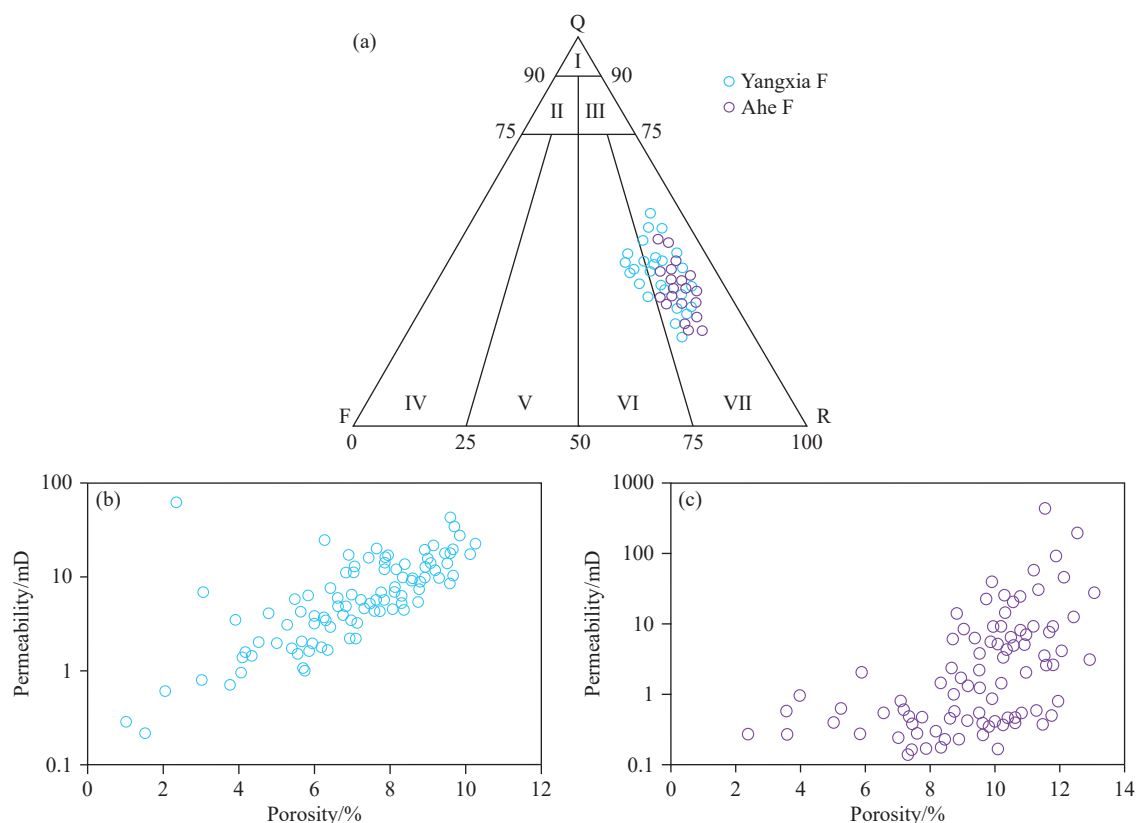 (a)
Q
I
90 90
II III
75 75
Yangxia F
Ahe F
F IV V VI VII R
0 25 50 75 100
(b)
100
10
1
0.1
0 2 4 6 8 10 12
Permeability/mD
Porosity/%
(c)
1000
100
10
1
0.1
0 2 4 6 8 10 12 14
Permeability/mD
Porosity/%